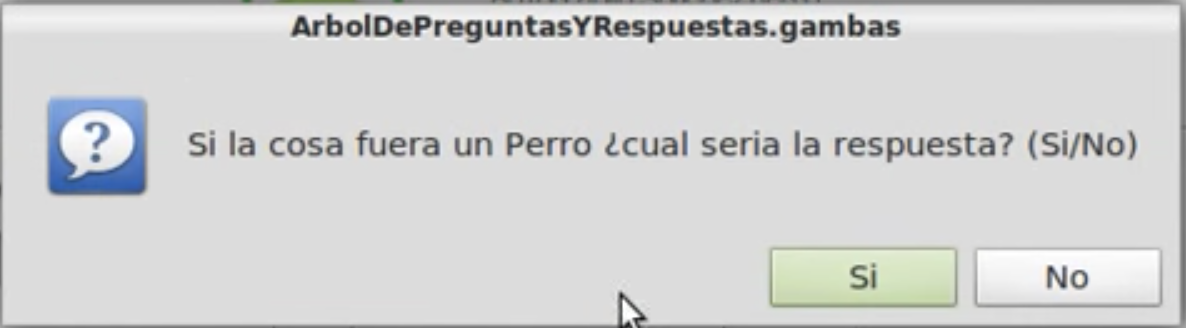 ArbolDePreguntasYRespuestas.gambas
Si la cosa fuera un Perro ¿cual seria la respuesta? (Si/No)
Si No